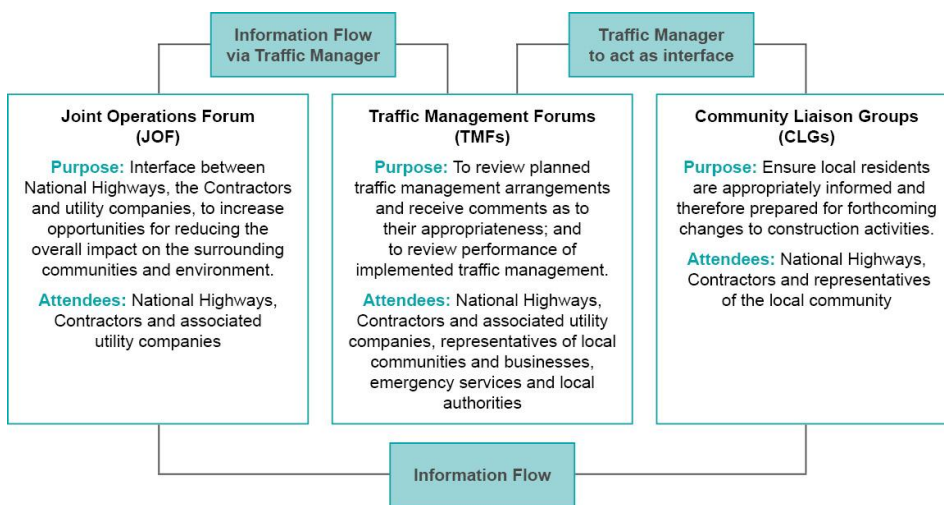 Information Flow
via Traffic Manager
Traffic Manager
to act as interface
Joint Operations Forum
(JOF)
Purpose: Interface between
National Highways, the Contractors
and utility companies, to increase
opportunities for reducing the
overall impact on the surrounding
communities and environment.
Attendees: National Highways,
Contractors and associated
utility companies
Traffic Management Forums
(TMFs)
Purpose: To review planned
traffic management arrangements
and receive comments as to
their appropriateness; and
to review performance of
implemented traffic management.
Attendees: National Highways,
Contractors and associated utility
companies, representatives of local
communities and businesses,
emergency services and local
authorities
Community Liaison Groups
(CLGs)
Purpose: Ensure local residents
are appropriately informed and
therefore prepared for forthcoming
changes to construction activities.
Attendees: National Highways,
Contractors and representatives
of the local community
Information Flow